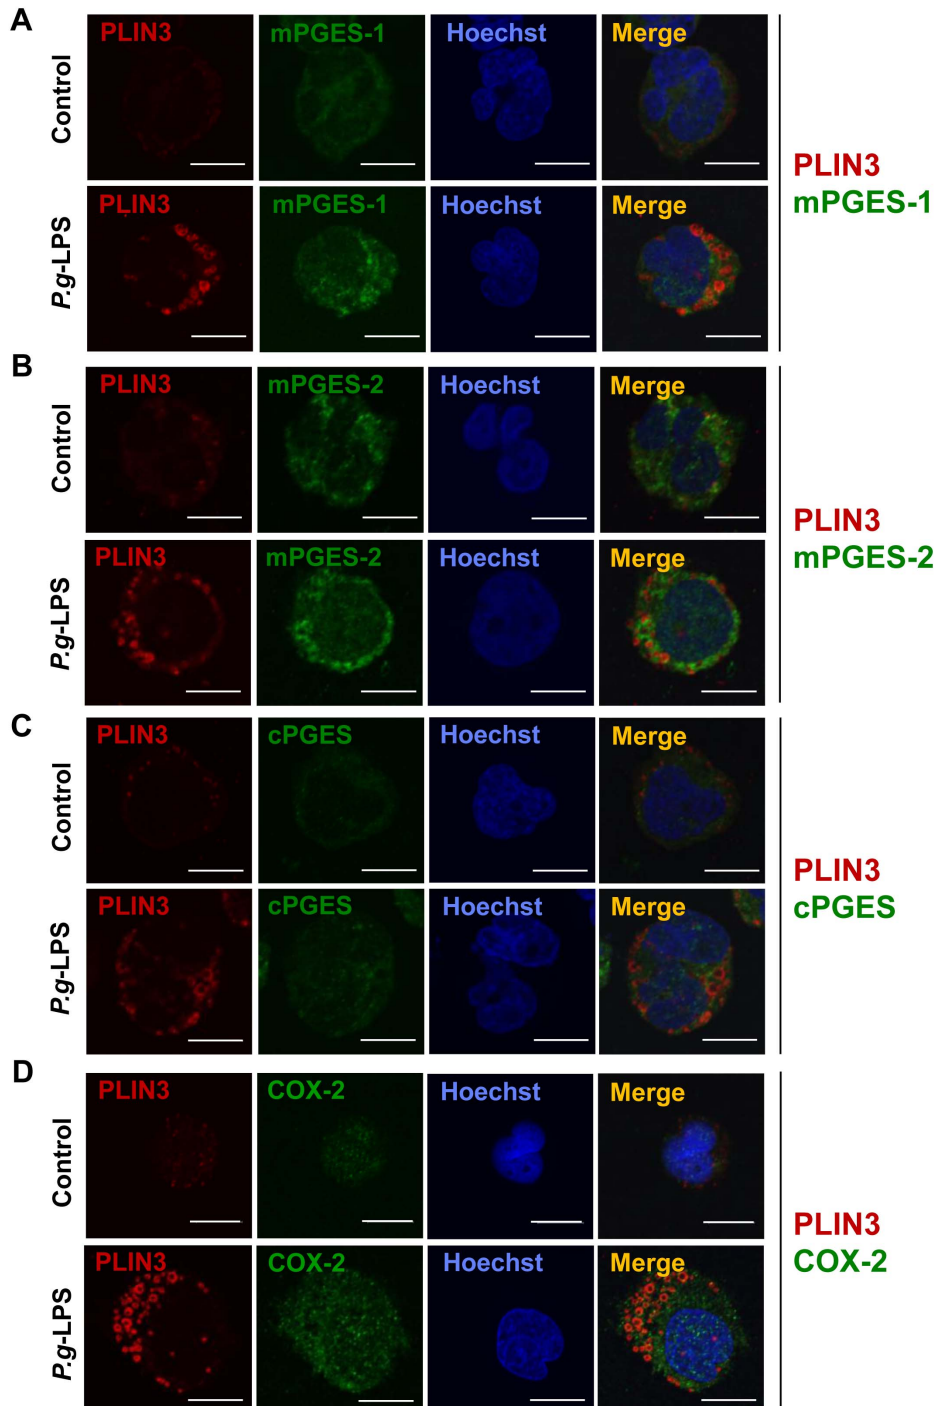 A
Control
PLIN3
mPGES-1
Hoechst
Merge
P.g-LPS
PLIN3
mPGES-1
Hoechst
Merge
PLIN3
mPGES-1
B
Control
PLIN3
mPGES-2
Hoechst
Merge
P.g-LPS
PLIN3
mPGES-2
Hoechst
Merge
PLIN3
mPGES-2
C
Control
PLIN3
cPGES
Hoechst
Merge
P.g-LPS
PLIN3
cPGES
Hoechst
Merge
PLIN3
cPGES
D
Control
PLIN3
COX-2
Hoechst
Merge
P.g-LPS
PLIN3
COX-2
Hoechst
Merge
PLIN3
COX-2